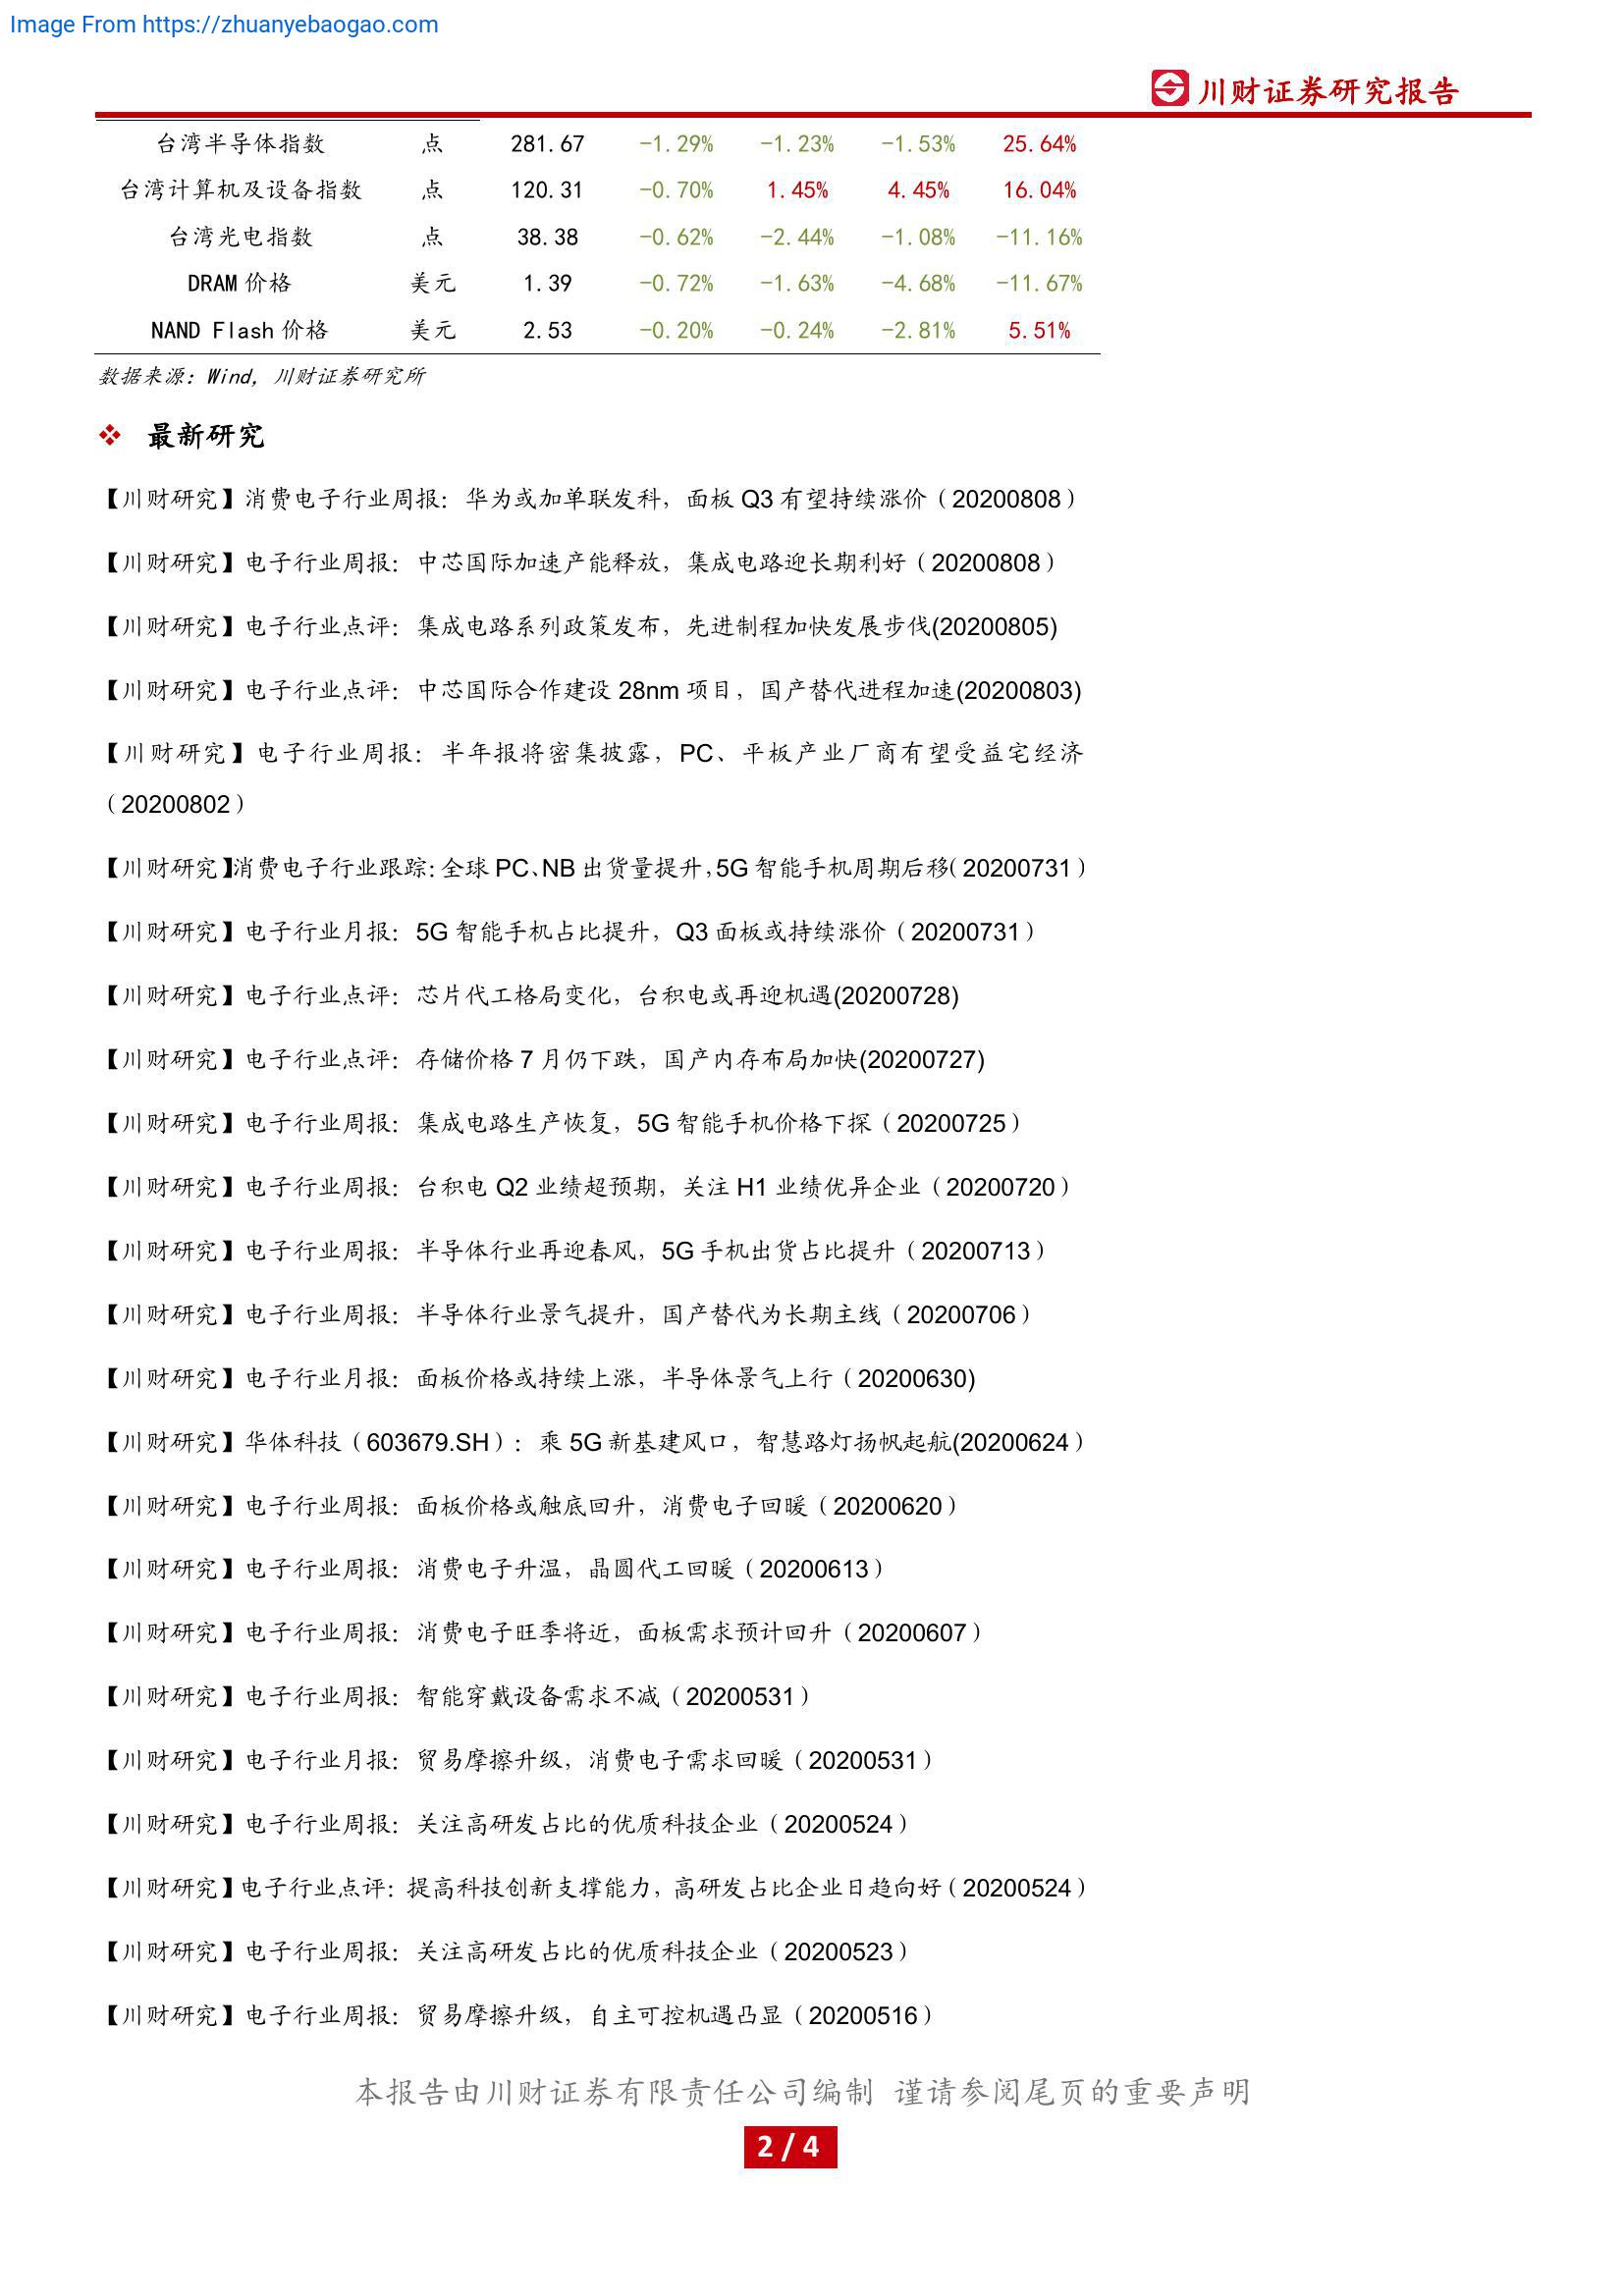 Image From https://zhuanyebaogao.com
川财证券研究报告
台湾半导体指数 点 281.67 -1.29% -1.23% -1.53% 25.64%
台湾计算机及设备指数 点 120.31 -0.70% 1.45% 4.45% 16.04%
台湾光电指数 点 38.38 -0.62% -2.44% -1.08% -11.16%
DRAM 价格 美元 1.39 -0.72% -1.63% -4.68% -11.67%
NAND Flash 价格 美元 2.53 -0.20% -0.24% -2.81% 5.51%
数据来源：Wind，川财证券研究所
❖ 最新研究
【川财研究】消费电子行业周报：华为或加单联发科，面板 Q3 有望持续涨价（20200808）
【川财研究】电子行业周报：中芯国际加速产能释放，集成电路迎长期利好（20200808）
【川财研究】电子行业点评：集成电路系列政策发布，先进制程加快发展步伐(20200805)
【川财研究】电子行业点评：中芯国际合作建设 28nm 项目，国产替代进程加速(20200803)
【川财研究】电子行业周报：半年报将密集披露，PC、平板产业厂商有望受益宅经济
（20200802）
【川财研究】消费电子行业跟踪：全球 PC、NB 出货量提升，5G 智能手机周期后移（20200731）
【川财研究】电子行业月报：5G 智能手机占比提升，Q3 面板或持续涨价（20200731）
【川财研究】电子行业点评：芯片代工格局变化，台积电或再迎机遇(20200728)
【川财研究】电子行业点评：存储价格 7 月仍下跌，国产内存布局加快(20200727)
【川财研究】电子行业周报：集成电路生产恢复，5G 智能手机价格下探（20200725）
【川财研究】电子行业周报：台积电 Q2 业绩超预期，关注 H1 业绩优异企业（20200720）
【川财研究】电子行业周报：半导体行业再迎春风，5G 手机出货占比提升（20200713）
【川财研究】电子行业周报：半导体行业景气提升，国产替代为长期主线（20200706）
【川财研究】电子行业月报：面板价格或持续上涨，半导体景气上行（20200630)
【川财研究】华体科技（603679.SH）：乘 5G 新基建风口，智慧路灯扬帆起航(20200624）
【川财研究】电子行业周报：面板价格或触底回升，消费电子回暖（20200620）
【川财研究】电子行业周报：消费电子升温，晶圆代工回暖（20200613）
【川财研究】电子行业周报：消费电子旺季将近，面板需求预计回升（20200607）
【川财研究】电子行业周报：智能穿戴设备需求不减（20200531）
【川财研究】电子行业月报：贸易摩擦升级，消费电子需求回暖（20200531）
【川财研究】电子行业周报：关注高研发占比的优质科技企业（20200524）
【川财研究】电子行业点评：提高科技创新支撑能力，高研发占比企业日趋向好（20200524）
【川财研究】电子行业周报：关注高研发占比的优质科技企业（20200523）
【川财研究】电子行业周报：贸易摩擦升级，自主可控机遇凸显（20200516）
本报告由川财证券有限责任公司编制 谨请参阅尾页的重要声明
2 / 4